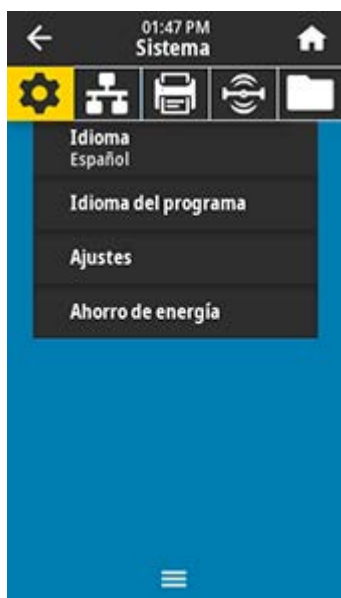 01:47 PM
Sistema
Idioma
Español
Idioma del programa
Ajustes
Ahorro de energía